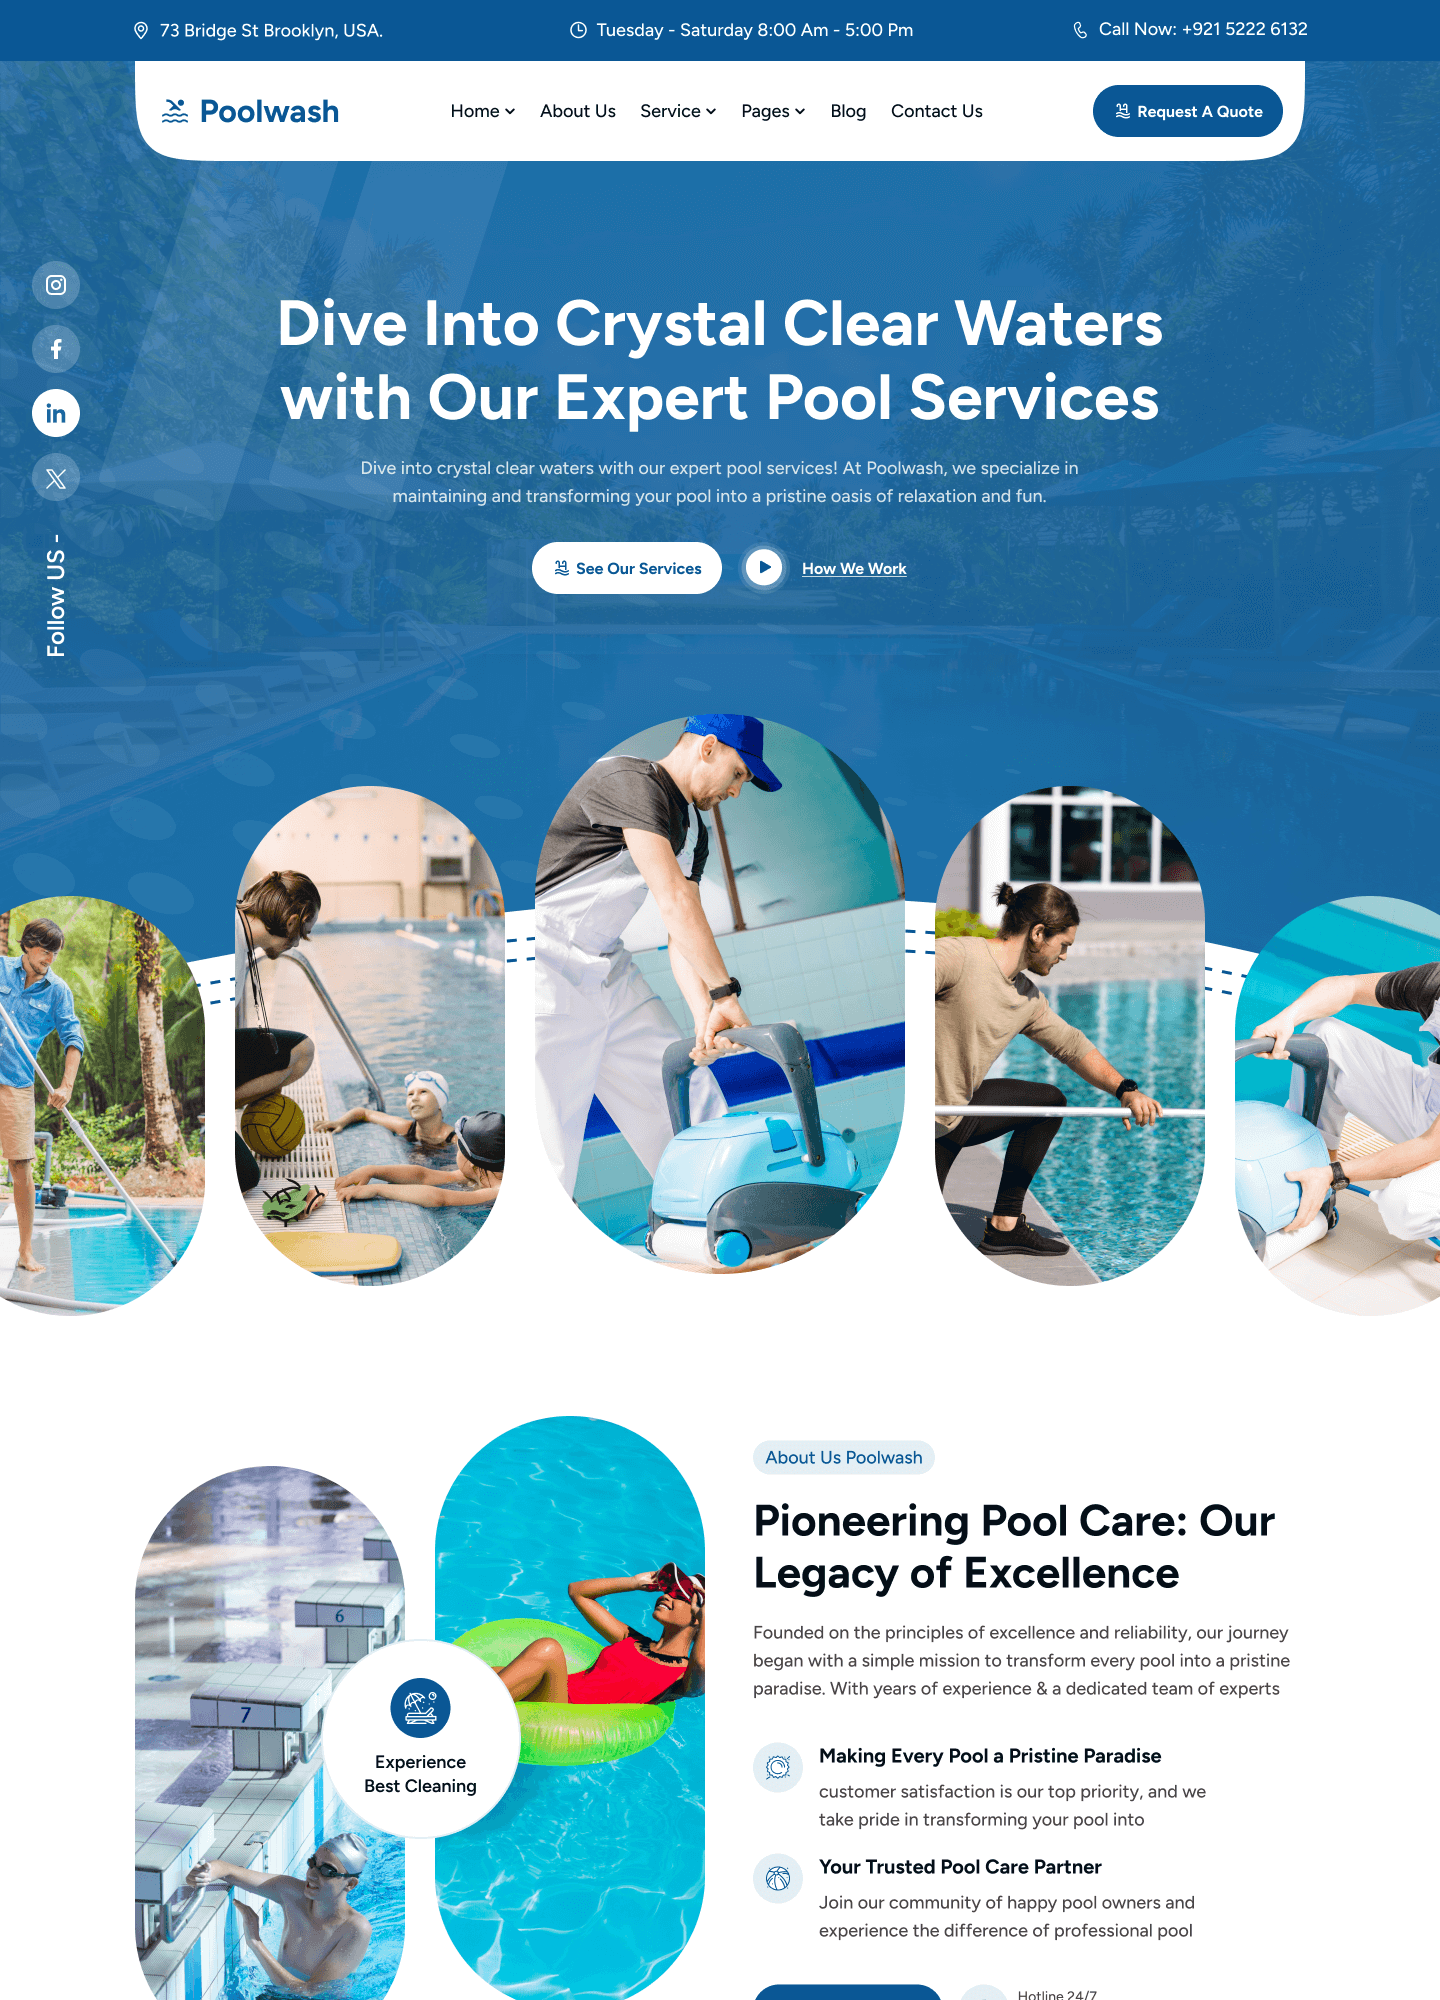 73 Bridge St Brooklyn, USA.
Tuesday - Saturday 8:00 Am - 5:00 Pm
Call Now: +921 5222 6132
Poolwash
Home
About Us
Service
Pages
Blog
Contact Us
Request A Quote
Dive Into Crystal Clear Waters
with Our Expert Pool Services
Dive into crystal clear waters with our expert pool services! At Poolwash, we specialize in
maintaining and transforming your pool into a pristine oasis of relaxation and fun.
See Our Services
How We Work
Follow US -
About Us Poolwash
Pioneering Pool Care: Our
Legacy of Excellence
Founded on the principles of excellence and reliability, our journey
began with a simple mission to transform every pool into a pristine
paradise. With years of experience & a dedicated team of experts
6
7
Experience
Best Cleaning
Making Every Pool a Pristine Paradise
customer satisfaction is our top priority, and we
take pride in transforming your pool into
Your Trusted Pool Care Partner
Join our community of happy pool owners and
experience the difference of professional pool
Hotline 24/7